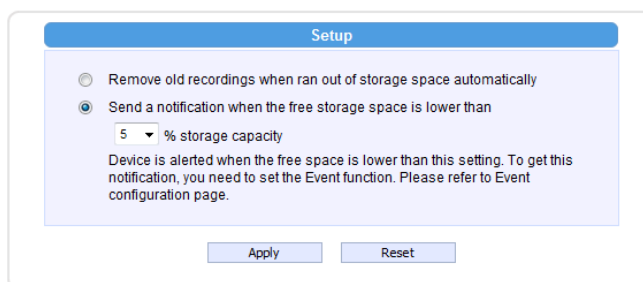 Setup
Remove old recordings when ran out of storage space automatically
Send a notification when the free storage space is lower than
5 % storage capacity
Device is alerted when the free space is lower than this setting. To get this
notification, you need to set the Event function. Please refer to Event
configuration page.
Apply Reset